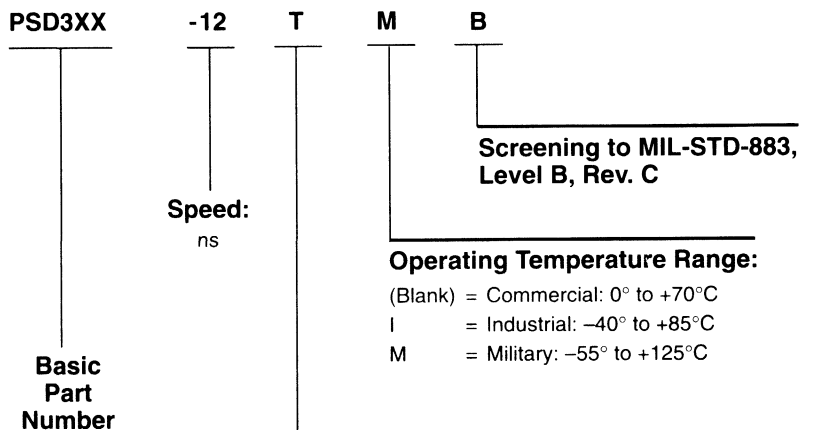 PSD3XX -12 T M B
Screening to MIL-STD-883,
Level B, Rev. C
Speed:
ns
Operating Temperature Range:
(Blank) = Commercial: 0° to +70°C
I = Industrial: –40° to +85°C
M = Military: –55° to +125°C
Basic
Part
Number